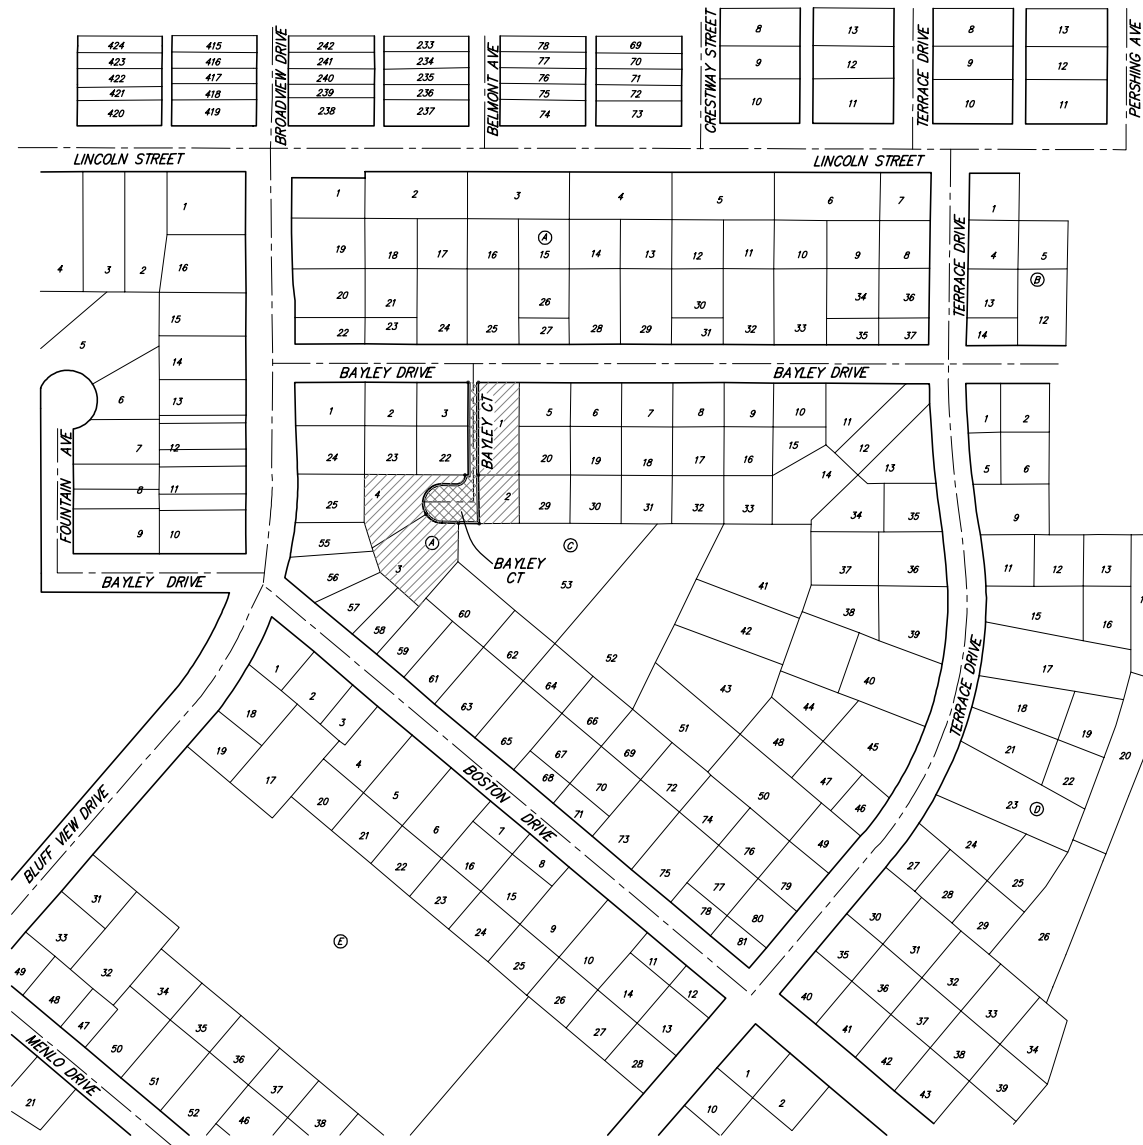 424 415 242 233 78 69
423 416 241 234 77 70
422 417 240 235 76 71
421 418 239 236 75 72
420 419 238 237 74 73
8 13 8 13
9 12 9 12
10 11 10 11
BROADVIEW DRIVE
BELMONT AVE
CRESTWAY STREET
TERRACE DRIVE
PERSHING AVE
LINCOLN STREET
LINCOLN STREET
1
4 3 2 16
15
5
14
6 13
7 12
8 11
9 10
FOUNTAIN AVE
BAYLEY DRIVE
1 2 3 4 5 6 7
A
19 18 17 16 15 14 13 12 11 10 9 8
20 21 26 30 34 36
22 23 24 25 27 28 29 31 32 33 35 37
TERRACE DRIVE
1
4 5
B
13 12
14
BAYLEY DRIVE
BAYLEY DRIVE
BAYLEY CT
1 2 3 1 5 6 7 8 9 10 11
24 23 22 20 19 18 17 16 15 12 13
25 4 2 29 30 31 32 33 14 34 35
1 2
5 6
9
55 A C
56 3 53
BAYLEY
CT
57 58 59 60
61 62 63 64
65 66 67 68 69
70 71 72 73 74
75 76 77 78 79 80 81
52 51 50 49
41 42 43 44 45
48 47 46
37 36
38 39
40
11 12 13
15 16
17
18 19 20
21 22
23 D
24 25 26
27 28 29
30 31 32 33 34
35 36 37 38 39
40 41 42 43
TERRACE DRIVE
BOSTON DRIVE
BLUFF VIEW DRIVE
1 2 3
18 19 17
4 5 6 7 8
20 21 22 16 15 9
23 24 25 10 11 12
26 27 28 14 13
E
31
33 32
49 48 47
34 35 36 37 38
50 51 52 46
MENLO DRIVE
21
1 2
10